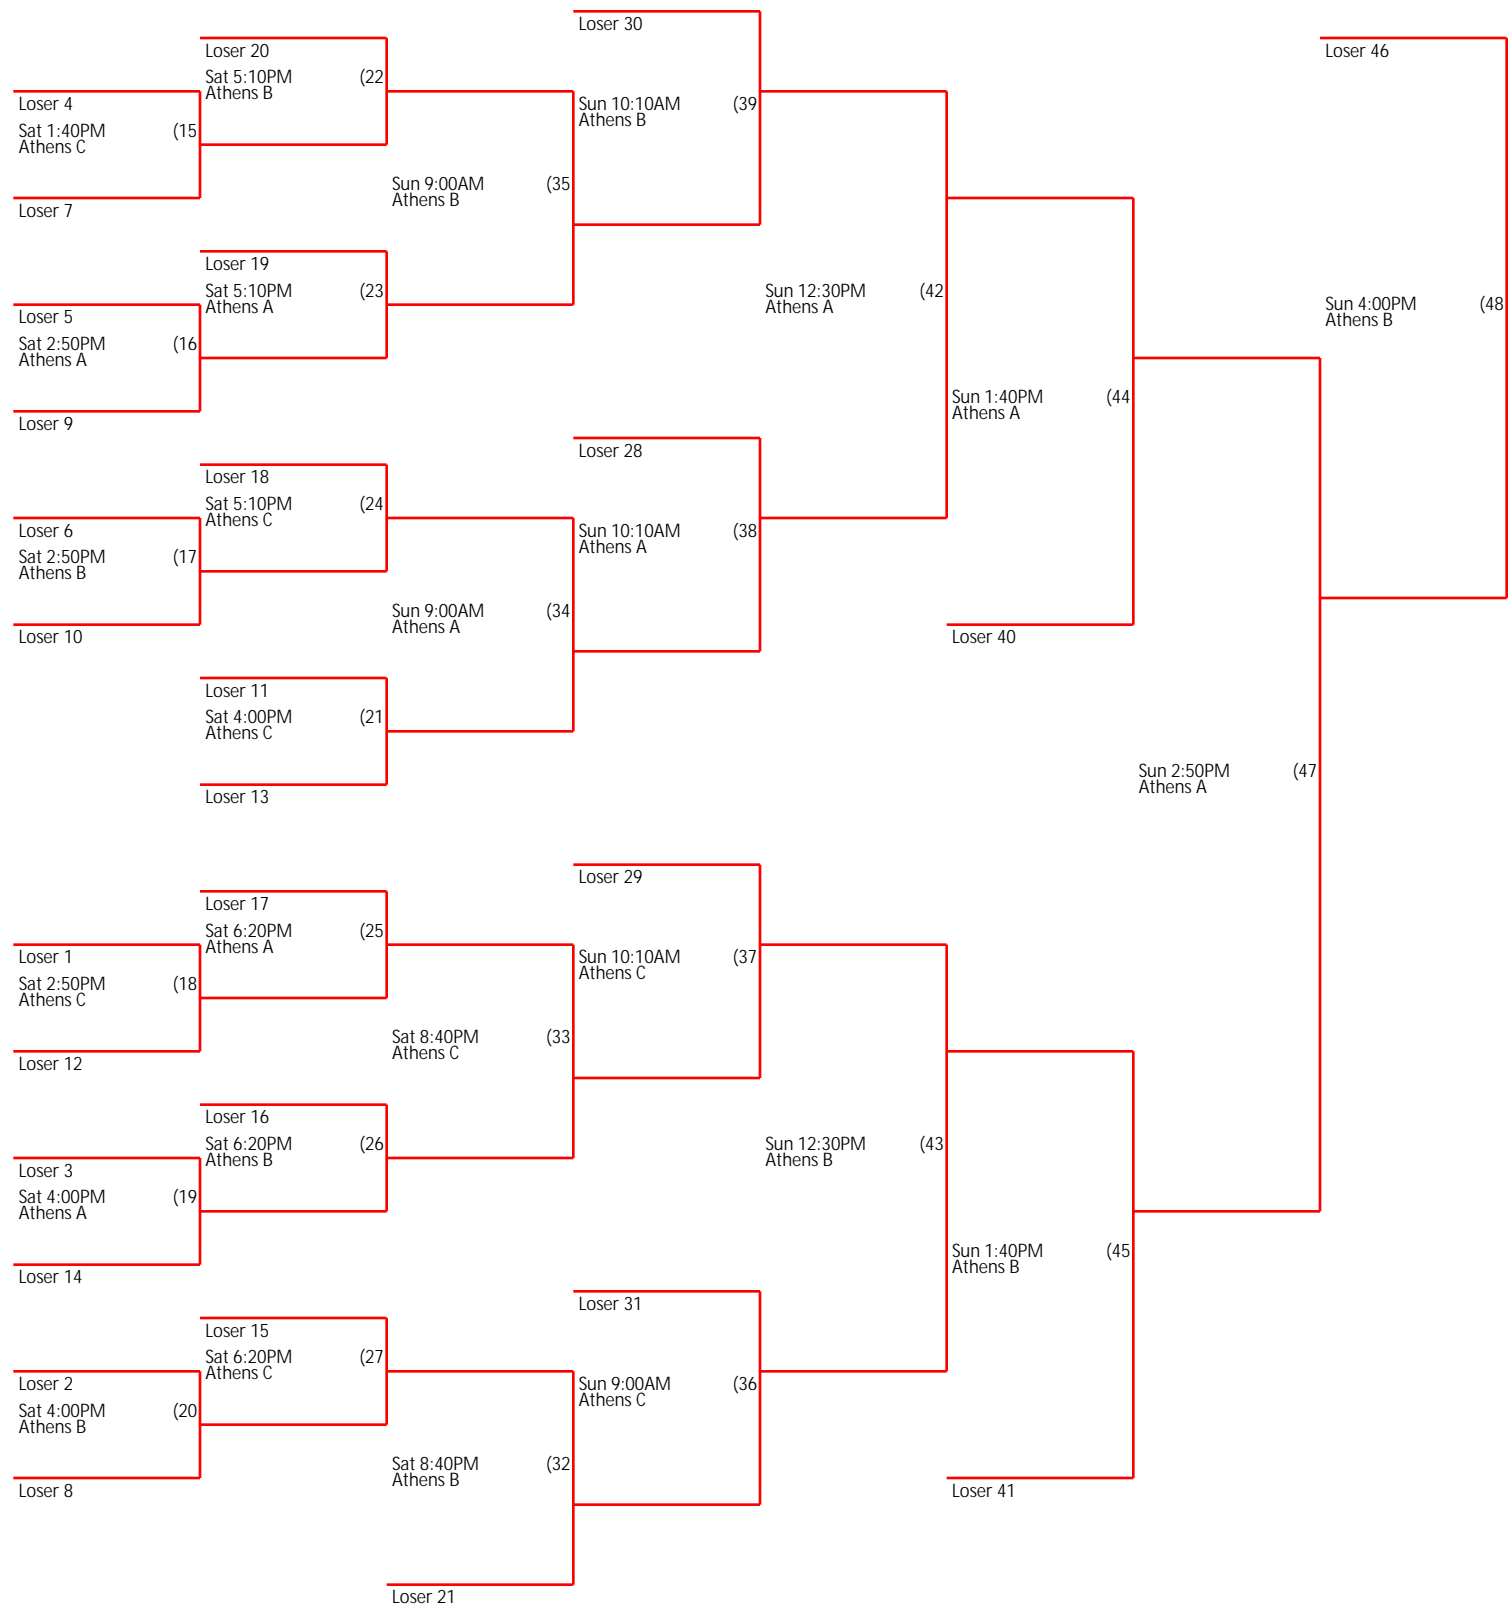 Loser 30
Loser 20
Loser 46
Sat 5:10PM (22
Athens B
Loser 4
Sun 10:10AM (39
Athens B
Sat 1:40PM (15
Athens C
Sun 9:00AM (35
Athens B
Loser 7
Loser 19
Sat 5:10PM (23
Athens A
Sun 12:30PM (42
Athens A
Sun 4:00PM (48
Athens B
Loser 5
Sat 2:50PM (16
Athens A
Sun 1:40PM (44
Athens A
Loser 9
Loser 28
Loser 18
Sat 5:10PM (24
Athens C
Loser 6
Sun 10:10AM (38
Athens A
Sat 2:50PM (17
Athens B
Sun 9:00AM (34
Athens A
Loser 10
Loser 40
Loser 11
Sat 4:00PM (21
Athens C
Sun 2:50PM (47
Athens A
Loser 13
Loser 29
Loser 17
Sat 6:20PM (25
Athens A
Loser 1
Sun 10:10AM (37
Athens C
Sat 2:50PM (18
Athens C
Sat 8:40PM (33
Athens C
Loser 12
Loser 16
Sat 6:20PM (26
Athens B
Sun 12:30PM (43
Athens B
Loser 3
Sat 4:00PM (19
Athens A
Sun 1:40PM (45
Athens B
Loser 14
Loser 31
Loser 15
Sat 6:20PM (27
Athens C
Loser 2
Sun 9:00AM (36
Athens C
Sat 4:00PM (20
Athens B
Sat 8:40PM (32
Athens B
Loser 8
Loser 41
Loser 21